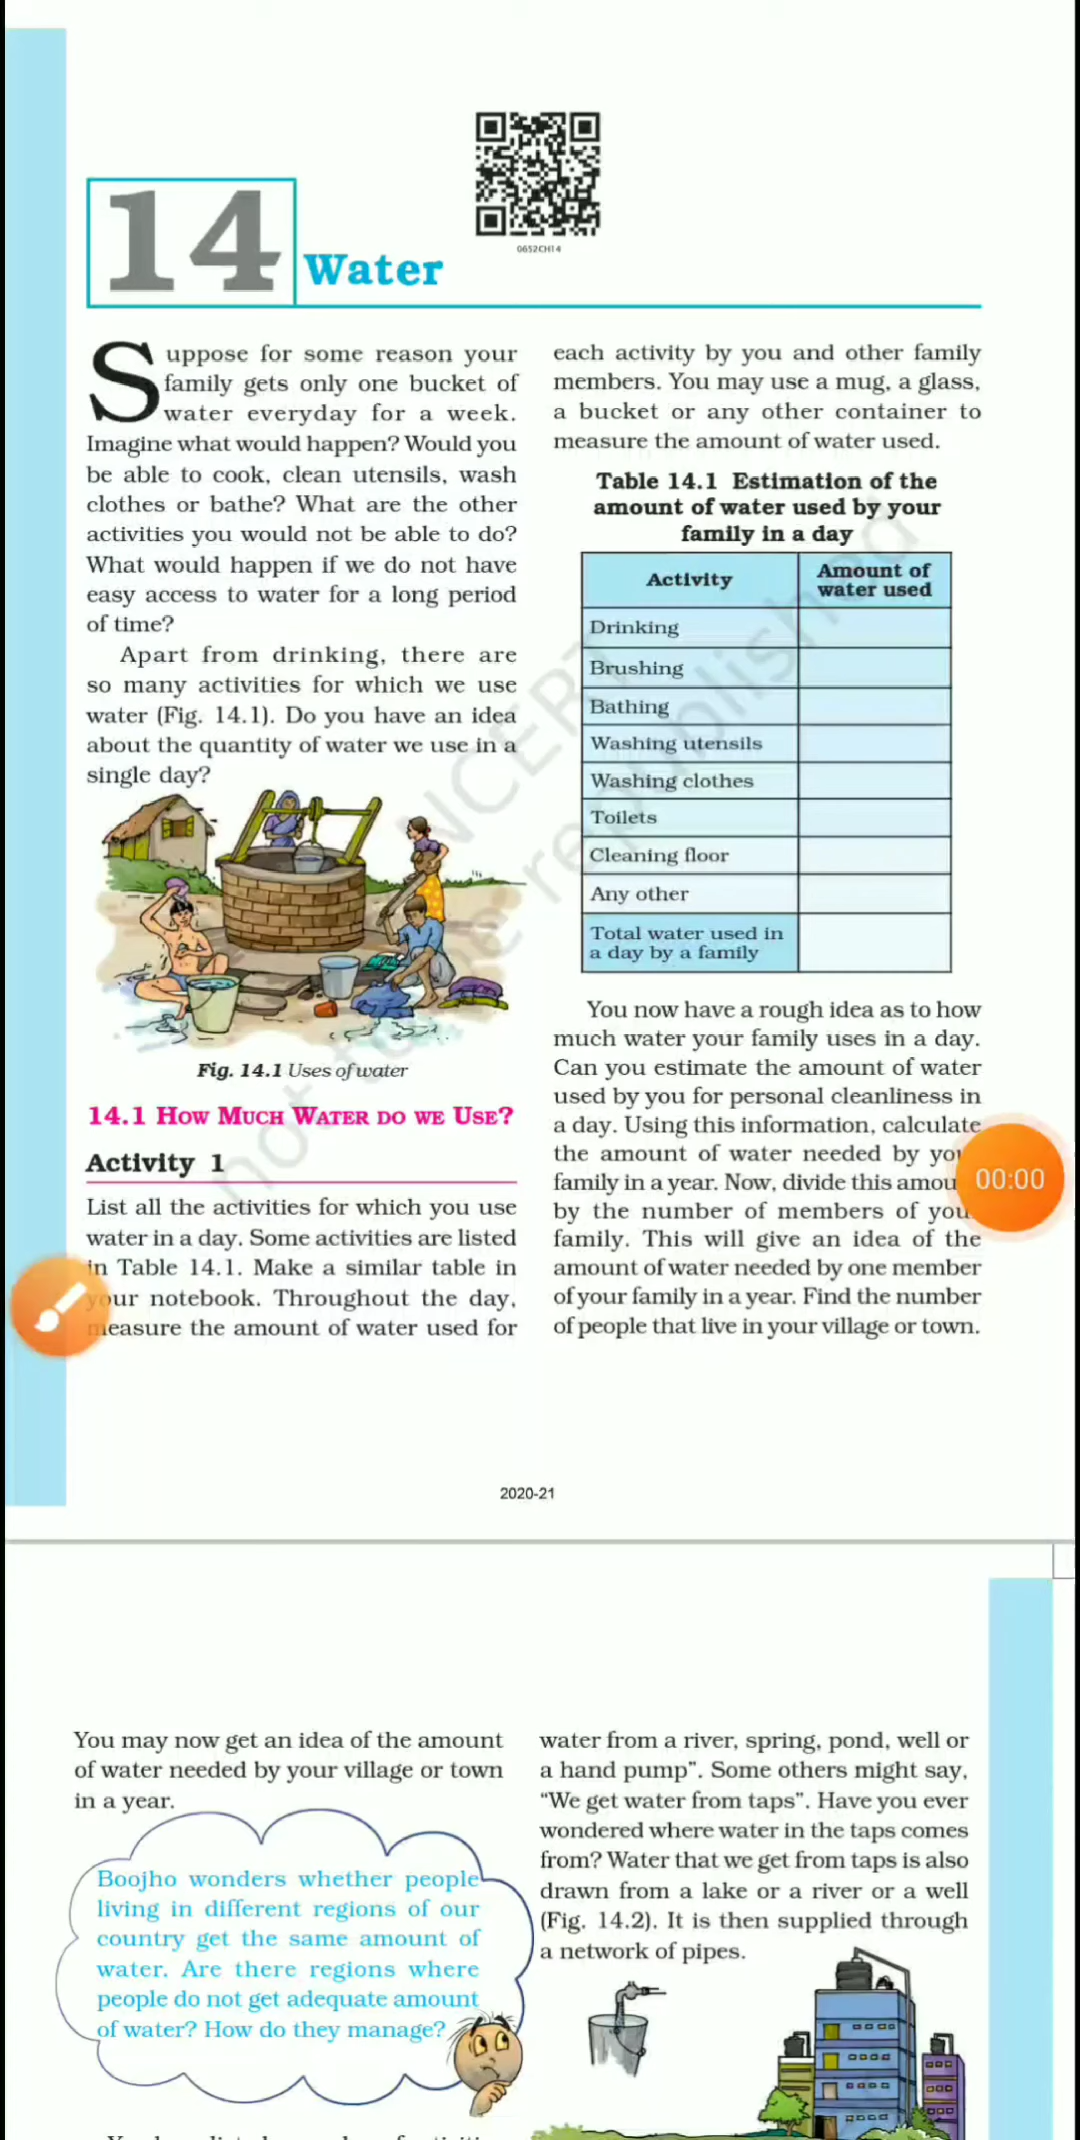 0652CH14
14
Water
Suppose for some reason your
family gets only one bucket of
water everyday for a week.
Imagine what would happen? Would you
be able to cook, clean utensils, wash
clothes or bathe? What are the other
activities you would not be able to do?
What would happen if we do not have
easy access to water for a long period
of time?
Apart from drinking, there are
so many activities for which we use
water (Fig. 14.1). Do you have an idea
about the quantity of water we use in a
single day?
Fig. 14.1 Uses of water
14.1 HOW MUCH WATER DO WE USE?
Activity 1
List all the activities for which you use
water in a day. Some activities are listed
in Table 14.1. Make a similar table in
your notebook. Throughout the day,
measure the amount of water used for
each activity by you and other family
members. You may use a mug, a glass,
a bucket or any other container to
measure the amount of water used.
Table 14.1 Estimation of the
amount of water used by your
family in a day
Activity
Amount of
water used
Drinking
Brushing
Bathing
Washing utensils
Washing clothes
Toilets
Cleaning floor
Any other
Total water used in
a day by a family
You now have a rough idea as to how
much water your family uses in a day.
Can you estimate the amount of water
used by you for personal cleanliness in
a day. Using this information, calculate
the amount of water needed by you
family in a year. Now, divide this amou
by the number of members of you
family. This will give an idea of the
amount of water needed by one member
of your family in a year. Find the number
of people that live in your village or town.
00:00
NCERT
not to be republished
2020-21
You may now get an idea of the amount
of water needed by your village or town
in a year.
Boojho wonders whether people
living in different regions of our
country get the same amount of
water. Are there regions where
people do not get adequate amount
of water? How do they manage?
water from a river, spring, pond, well or
a hand pump". Some others might say,
"We get water from taps". Have you ever
wondered where water in the taps comes
from? Water that we get from taps is also
drawn from a lake or a river or a well
(Fig. 14.2). It is then supplied through
a network of pipes.